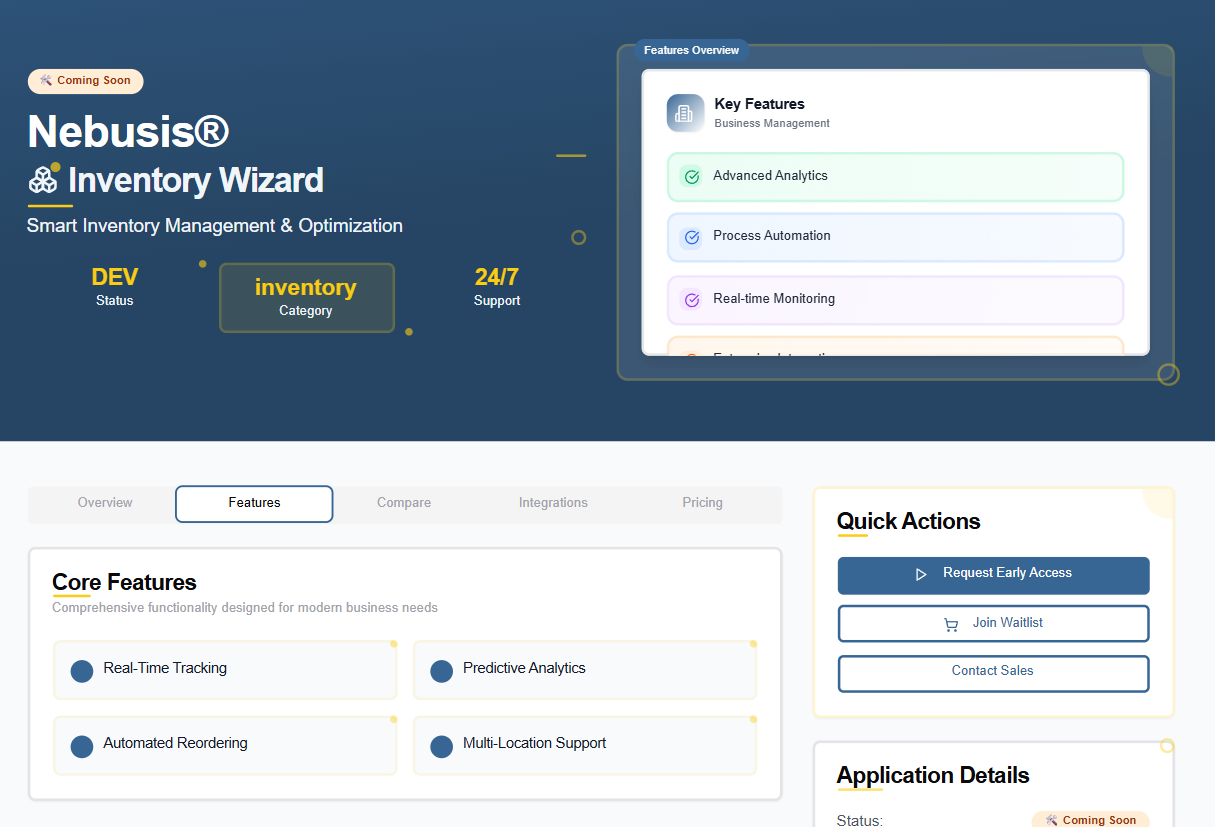 Coming Soon
Nebusis®
Inventory Wizard
Smart Inventory Management & Optimization
DEV
Status
inventory
Category
24/7
Support
Features Overview
Key Features
Business Management
Advanced Analytics
Process Automation
Real-time Monitoring
Overview
Features
Compare
Integrations
Pricing
Core Features
Comprehensive functionality designed for modern business needs
Real-Time Tracking
Predictive Analytics
Automated Reordering
Multi-Location Support
Quick Actions
Request Early Access
Join Waitlist
Contact Sales
Application Details
Status:
Coming Soon